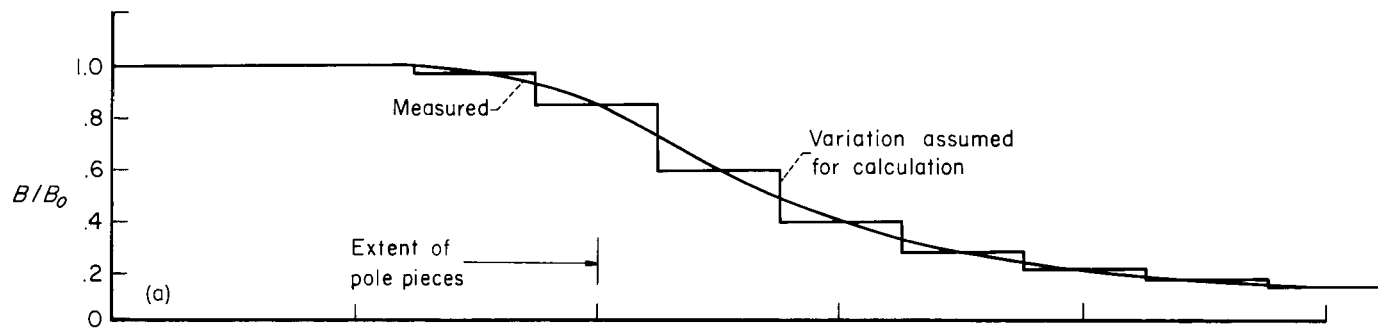 1.0
.8
.6
.4
.2
0
B/B₀
Measured
Variation assumed
for calculation
Extent of
pole pieces
(a)